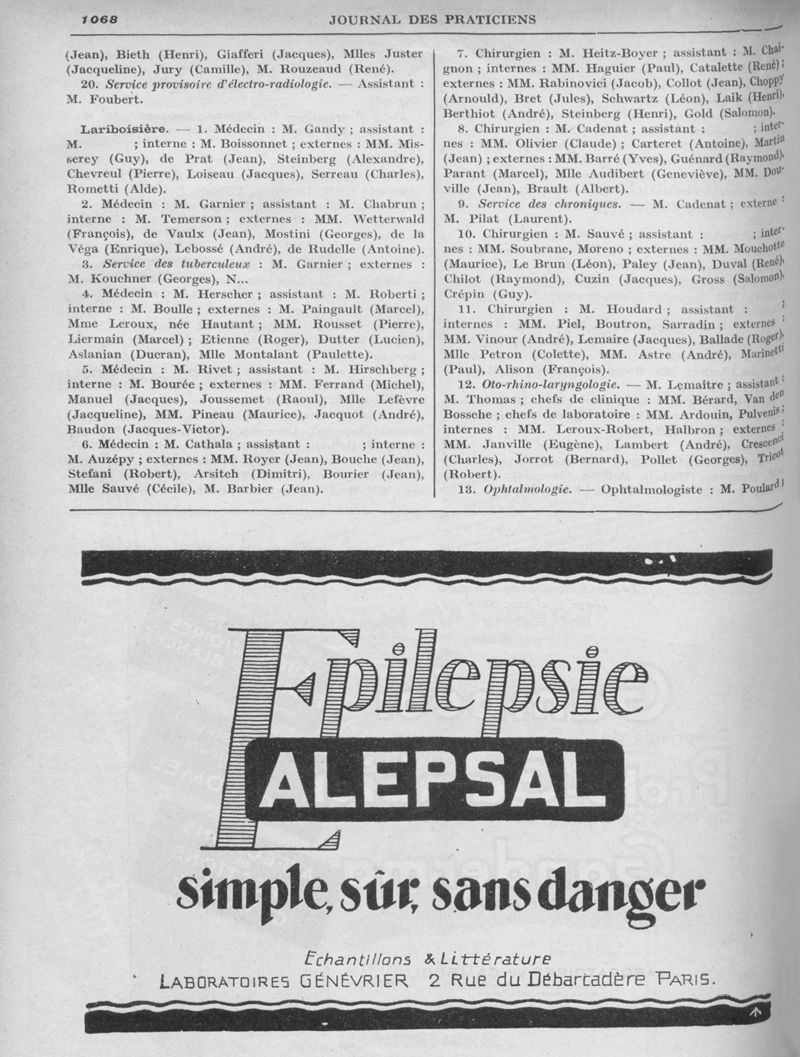 1068
JOURNAL DES PRATICIENS
(Jean), Bieth (Henri), Giafferi (Jacques), Mlles Juster
(Jacqueline), Jury (Camille), M. Rouzeaud (René).
20. Service provisoire d'électro-radiologie. — Assistant :
M. Foubert.
Lariboisière. — 1. Médecin : M. Gandy ; assistant :
M. ; interne : M. Boissonnet ; externes : MM. Mis-
serey (Guy), de Prat (Jean), Steinberg (Alexandre),
Chevreul (Pierre), Loiseau (Jacques), Serreau (Charles),
Rometti (Alde).
2. Médecin : M. Garnier ; assistant : M. Chabrun ;
interne : M. Temerson ; externes : MM. Wetterwald
(François), de Vaulx (Jean), Mostini (Georges), de la
Véga (Enrique), Lebossé (André), de Rudelle (Antoine).
3. Service des tuberculeux : M. Garnier ; externes :
M. Kouchner (Georges), N...
4. Médecin : M. Herscher ; assistant : M. Roberti ;
interne : M. Boulle ; externes : M. Paingault (Marcel),
Mme Leroux, née Hautant ; MM. Rousset (Pierre),
Liermain (Marcel) ; Etienne (Roger), Dutter (Lucien),
Aslanian (Ducran), Mlle Montalant (Paulette).
5. Médecin : M. Rivet ; assistant : M. Hirschberg ;
interne : M. Bourée ; externes : MM. Ferrand (Michel),
Manuel (Jacques), Joussemet (Raoul), Mlle Lefèvre
(Jacqueline), MM. Pineau (Maurice), Jacquot (André),
Baudon (Jacques-Victor).
6. Médecin : M. Cathala ; assistant : ; interne :
M. Auzépy ; externes : MM. Royer (Jean), Bouche (Jean),
Stefani (Robert), Arsitch (Dimitri), Bourier (Jean),
Mlle Sauvé (Cécile), M. Barbier (Jean).
7. Chirurgien : M. Heitz-Boyer ; assistant : M. Chai-
gnon ; internes : MM. Haguier (Paul), Catalette (René) ;
externes : MM. Rabinovici (Jacob), Collot (Jean), Choppy
(Arnould), Bret (Jules), Schwartz (Léon), Laik (Henri),
Berthiot (André), Steinberg (Henri), Gold (Salomon).
8. Chirurgien : M. Cadenat ; assistant : ; inter-
nes : MM. Olivier (Claude) ; Carteret (Antoine), Martin
(Jean) ; externes : MM. Barré (Yves), Guénard (Raymond),
Parant (Marcel), Mlle Audibert (Geneviève), MM. Dou-
ville (Jean), Brault (Albert).
9. Service des chroniques. — M. Cadenat ; externe :
M. Pilat (Laurent).
10. Chirurgien : M. Sauvé ; assistant : ; inter-
nes : MM. Soubrane, Moreno ; externes : MM. Mouchotte
(Maurice), Le Brun (Léon), Paley (Jean), Duval (René),
Chilot (Raymond), Cuzin (Jacques), Gross (Salomon),
Crépin (Guy).
11. Chirurgien : M. Houdard ; assistant : ;
internes : MM. Piel, Boutron, Sarradin ; externes :
MM. Vinour (André), Lemaire (Jacques), Ballade (Roger),
Mlle Petron (Colette), MM. Astre (André), Marinetti
(Paul), Alison (François).
12. Oto-rhino-laryngologie. — M. Lemaître ; assistant :
M. Thomas ; chefs de clinique : MM. Bérard, Van den
Bossche ; chefs de laboratoire : MM. Ardouin, Pulvenis ;
internes : MM. Leroux-Robert, Halbron ; externes :
MM. Janville (Eugène), Lambert (André), Crescenci
(Charles), Jorrot (Bernard), Pollet (Georges), Tricot
(Robert).
13. Ophtalmologie. — Ophtalmologiste : M. Poulard ;
Epilepsie
ALEPSAL
simple, sûr, sans danger
Échantillons & Littérature
LABORATOIRES GÉNÉVRIER 2 Rue du Débarcadère PARIS.